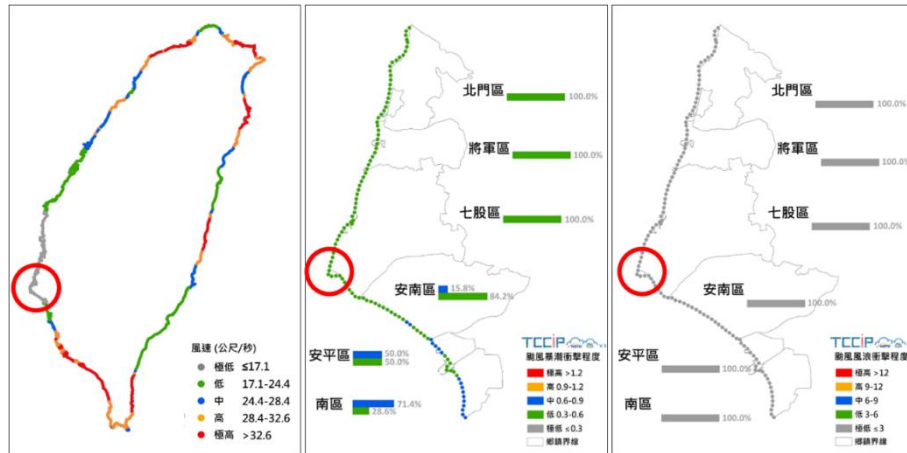 風速 (公尺/秒)
極低 ≤17.1
低 17.1-24.4
中 24.4-28.4
高 28.4-32.6
極高 >32.6
北門區
100.0%
將軍區
100.0%
七股區
100.0%
安南區
15.8%
84.2%
安平區
50.0%
50.0%
南區
71.4%
28.6%
TCCIP
颱風暴潮衝擊程度
極高 >1.2
高 0.9-1.2
中 0.6-0.9
低 0.3-0.6
極低 ≤0.3
鄉鎮界線
北門區
100.0%
將軍區
100.0%
七股區
100.0%
安南區
100.0%
安平區
100.0%
南區
100.0%
TCCIP
颱風風浪衝擊程度
極高 >12
高 9-12
中 6-9
低 3-6
極低 ≤3
鄉鎮界線